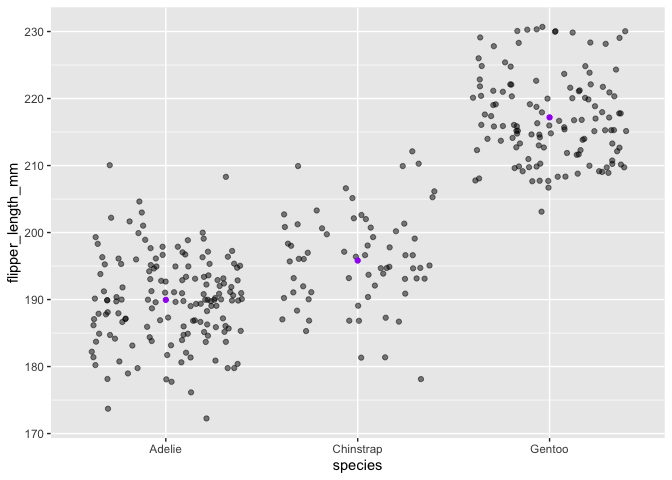 230
220
210
200
190
180
170
flipper_length_mm
Adelie
Chinstrap
Gentoo
species